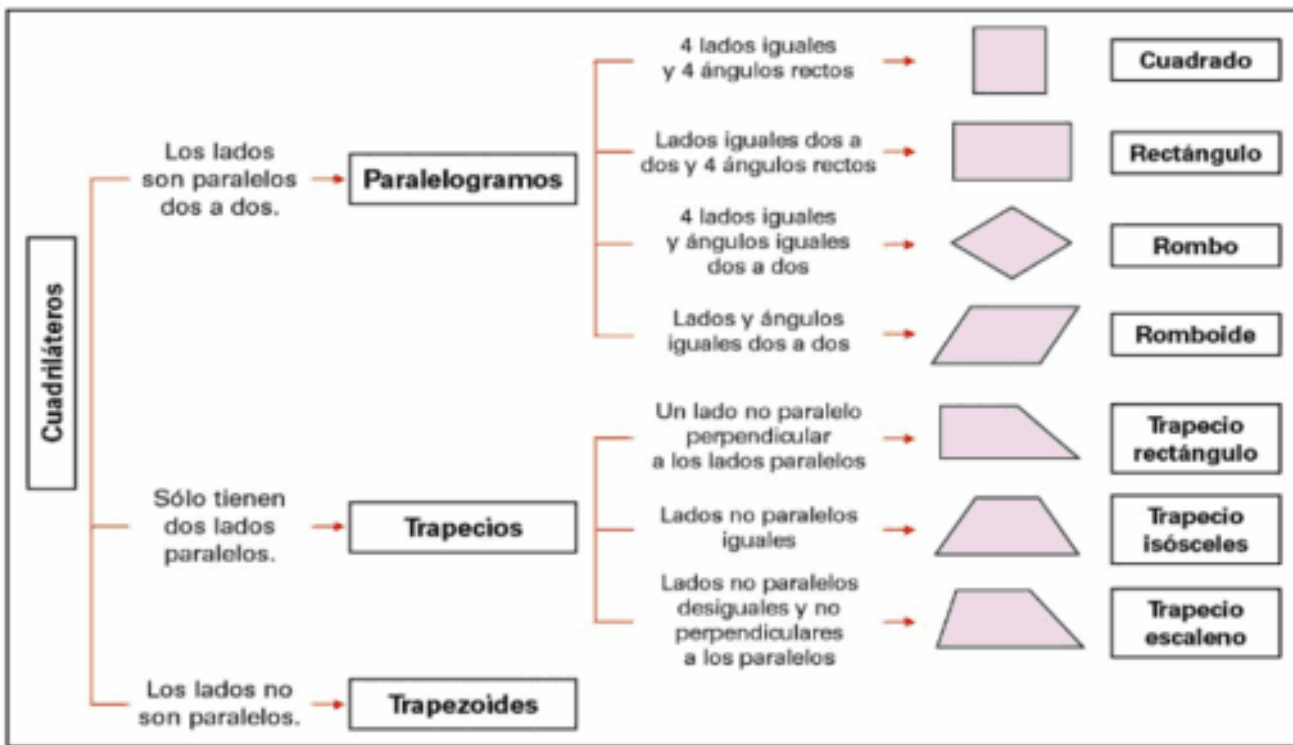 Cuadriláteros
Los lados
son paralelos
dos a dos.
Paralelogramos
4 lados iguales
y 4 ángulos rectos
Cuadrado
Lados iguales dos a
dos y 4 ángulos rectos
Rectángulo
4 lados iguales
y ángulos iguales
dos a dos
Rombo
Lados y ángulos
iguales dos a dos
Romboide
Sólo tienen
dos lados
paralelos.
Trapecios
Un lado no paralelo
perpendicular
a los lados paralelos
Trapecio
rectángulo
Lados no paralelos
iguales
Trapecio
isósceles
Lados no paralelos
desiguales y no
perpendiculares
a los paralelos
Trapecio
escaleno
Los lados no
son paralelos.
Trapezoides